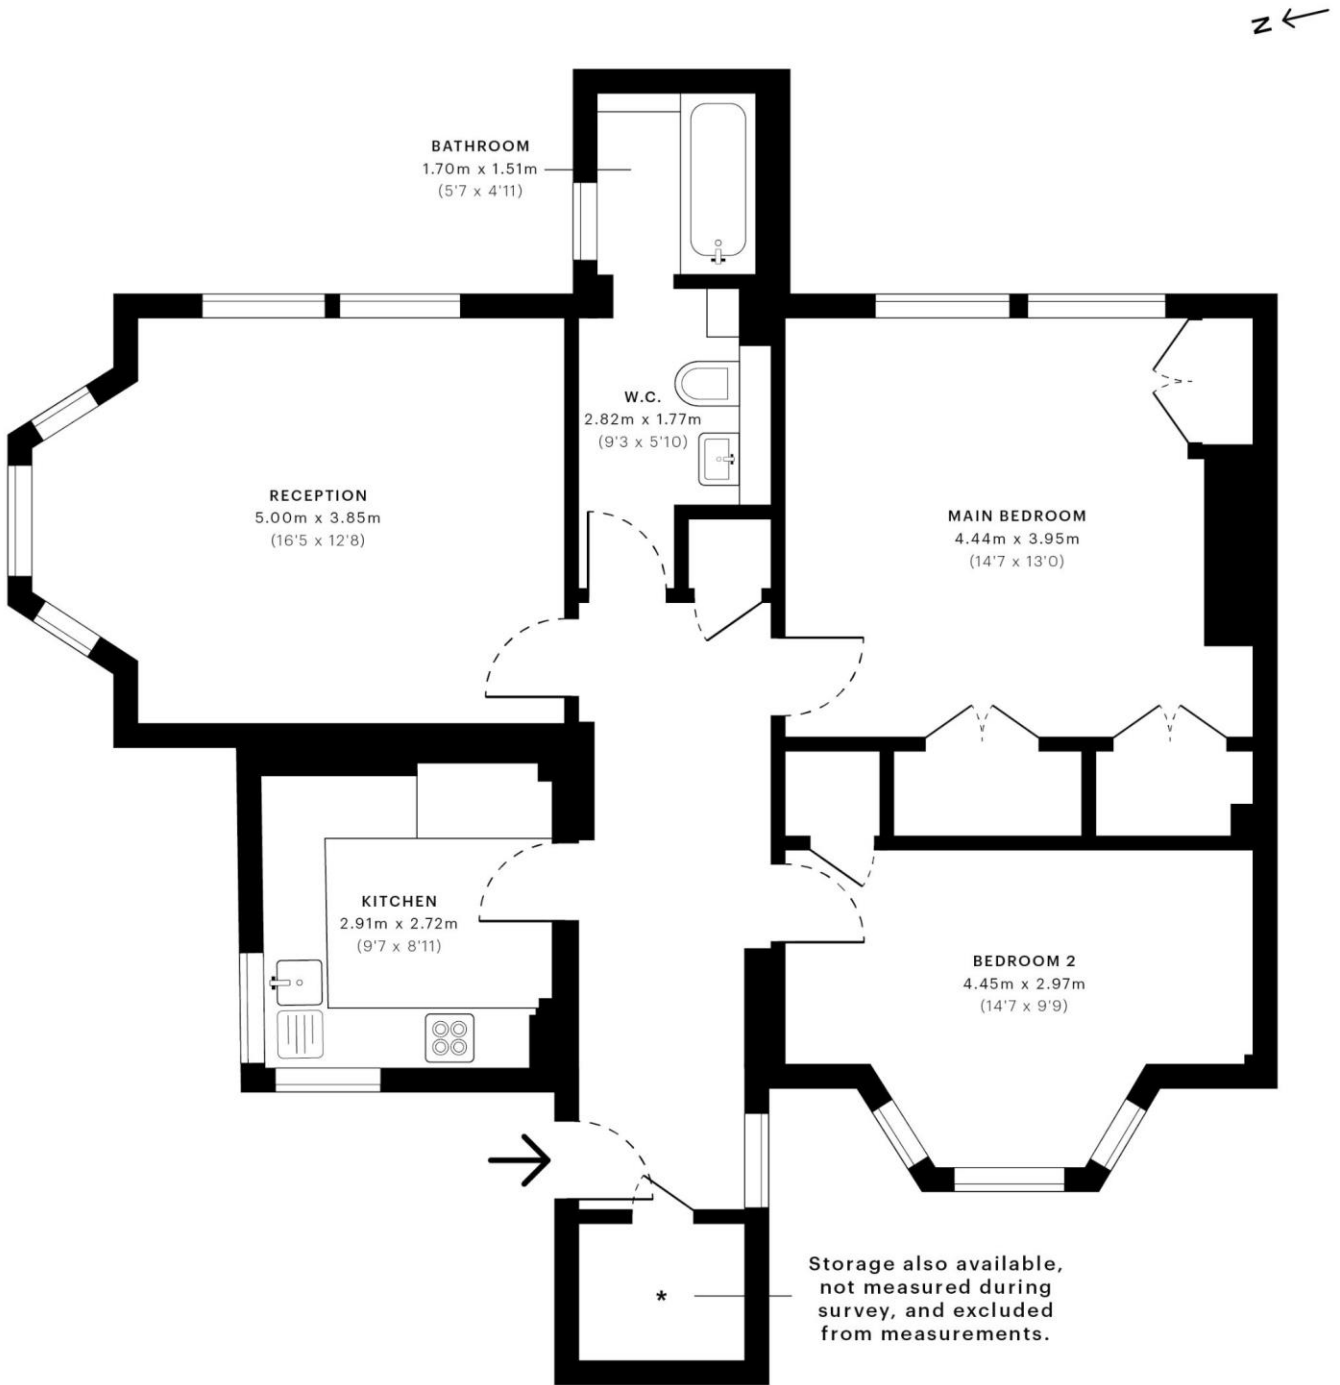 N
BATHROOM
1.70m x 1.51m
(5'7 x 4'11)
W.C.
2.82m x 1.77m
(9'3 x 5'10)
RECEPTION
5.00m x 3.85m
(16'5 x 12'8)
MAIN BEDROOM
4.44m x 3.95m
(14'7 x 13'0)
KITCHEN
2.91m x 2.72m
(9'7 x 8'11)
BEDROOM 2
4.45m x 2.97m
(14'7 x 9'9)
*
Storage also available,
not measured during
survey, and excluded
from measurements.